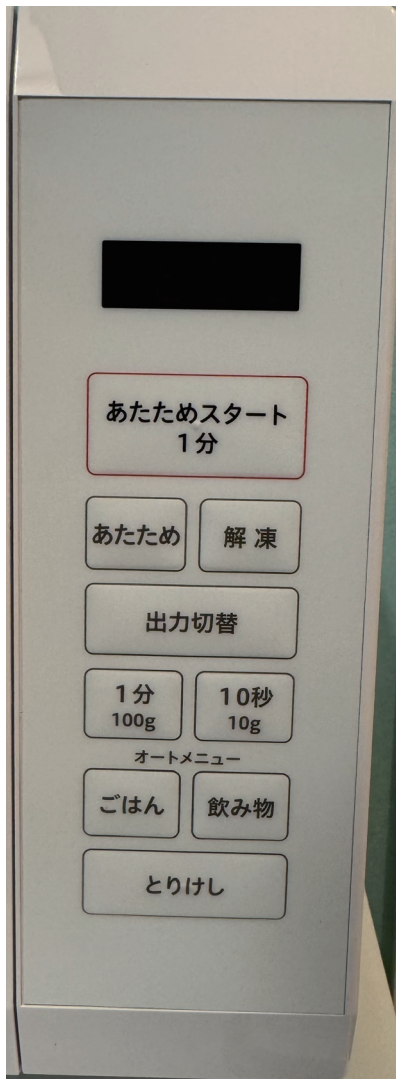 あたためスタート
1分
あたため
解凍
出力切替
1分
100g
10秒
10g
オートメニュー
ごはん
飲み物
とりけし